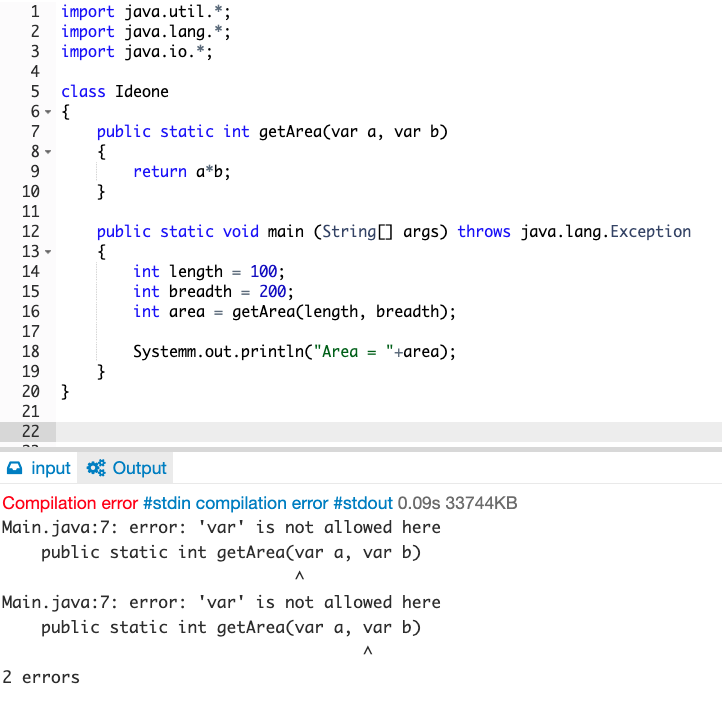 1 import java.util.*;
2 import java.lang.*;
3 import java.io.*;
4
5 class Ideone
6 {
7     public static int getArea(var a, var b)
8     {
9         return a*b;
10     }
11
12     public static void main (String[] args) throws java.lang.Exception
13     {
14         int length = 100;
15         int breadth = 200;
16         int area = getArea(length, breadth);
17
18         Systemm.out.println("Area = "+area);
19     }
20 }
21
22
input Output
Compilation error #stdin compilation error #stdout 0.09s 33744KB
Main.java:7: error: 'var' is not allowed here
    public static int getArea(var a, var b)
                              ^
Main.java:7: error: 'var' is not allowed here
    public static int getArea(var a, var b)
                                     ^
2 errors